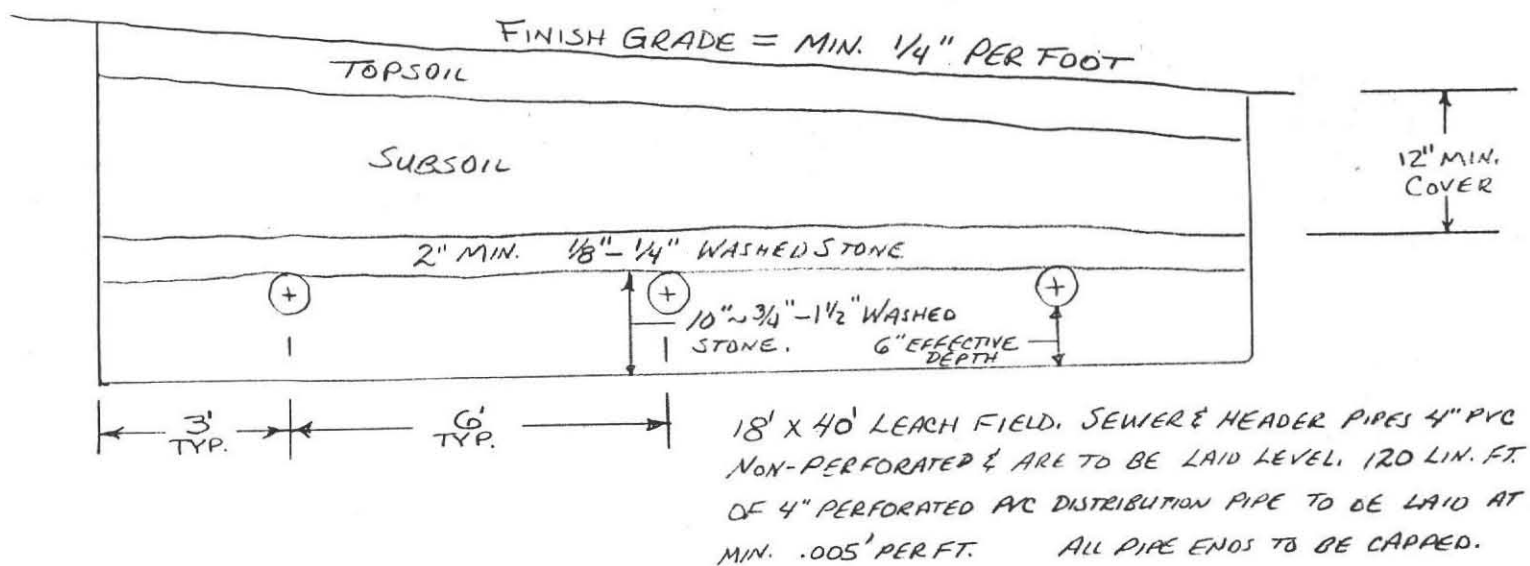 FINISH GRADE = MIN. 1/4" PER FOOT
TOPSOIL
SUBSOIL
12" MIN.
COVER
2" MIN. 1/8" - 1/4" WASHED STONE
10" ~ 3/4" - 1 1/2" WASHED
STONE.
6" EFFECTIVE
DEPTH
3'
TYP.
6'
TYP.
18' X 40' LEACH FIELD. SEWER & HEADER PIPES 4" PVC
NON-PERFORATED & ARE TO BE LAID LEVEL. 120 LIN. FT.
OF 4" PERFORATED PVC DISTRIBUTION PIPE TO BE LAID AT
MIN. .005' PER FT. ALL PIPE ENDS TO BE CAPPED.